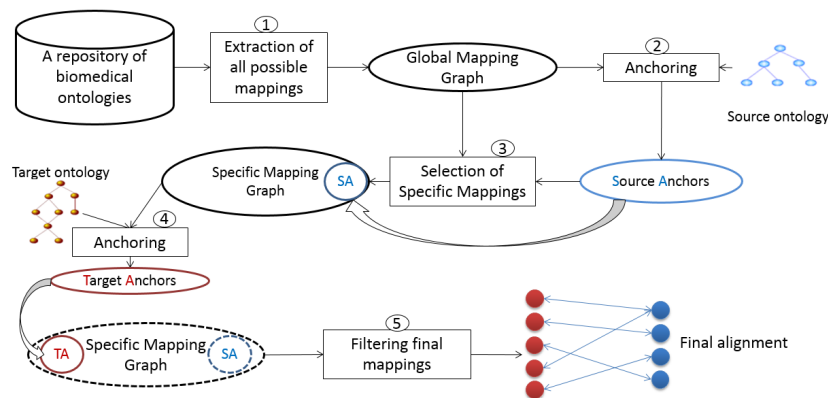 1
A repository of
biomedical
ontologies
Extraction of
all possible
mappings
Global Mapping
Graph
2
Anchoring
Source ontology
3
Selection of
Specific Mappings
Source Anchors
Specific Mapping
Graph
SA
Target ontology
4
Anchoring
Target Anchors
TA
Specific Mapping
Graph
SA
5
Filtering final
mappings
Final alignment